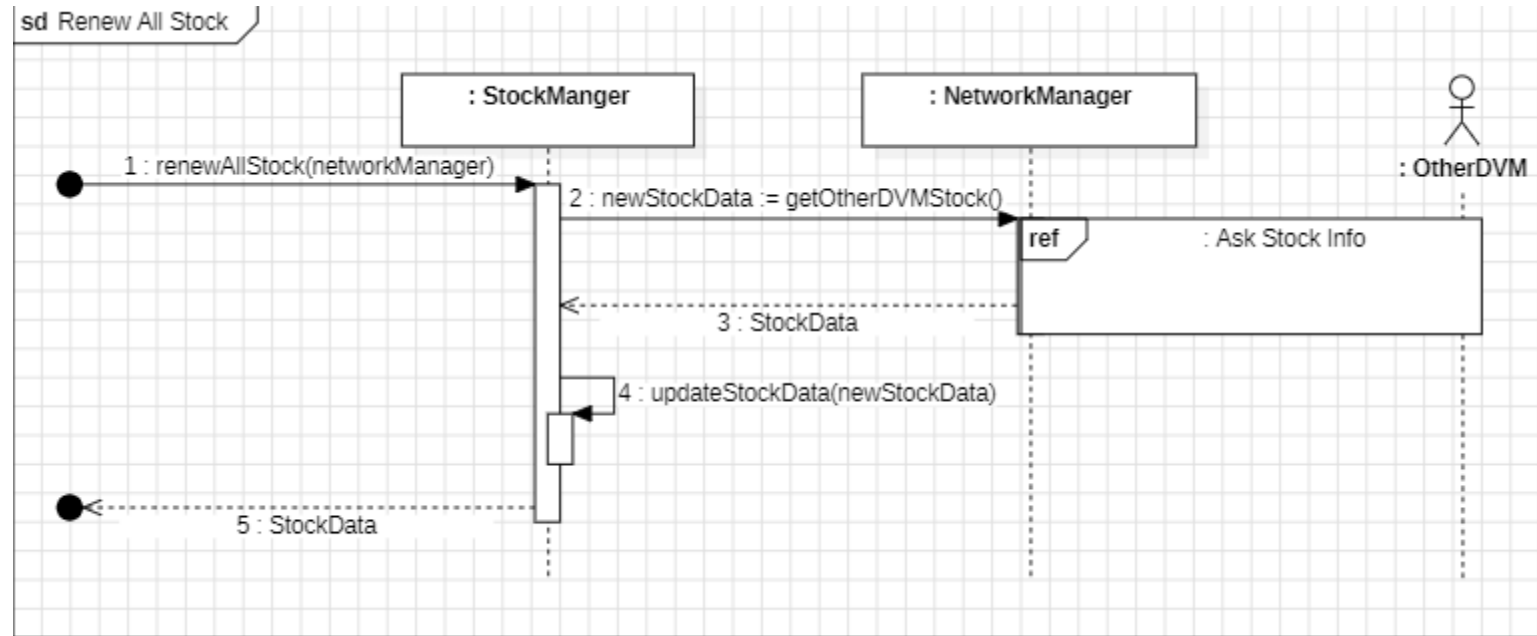 sd Renew All Stock
: StockManger
: NetworkManager
: OtherDVM
1 : renewAllStock(networkManager)
2 : newStockData := getOtherDVMStock()
ref
: Ask Stock Info
3 : StockData
4 : updateStockData(newStockData)
5 : StockData